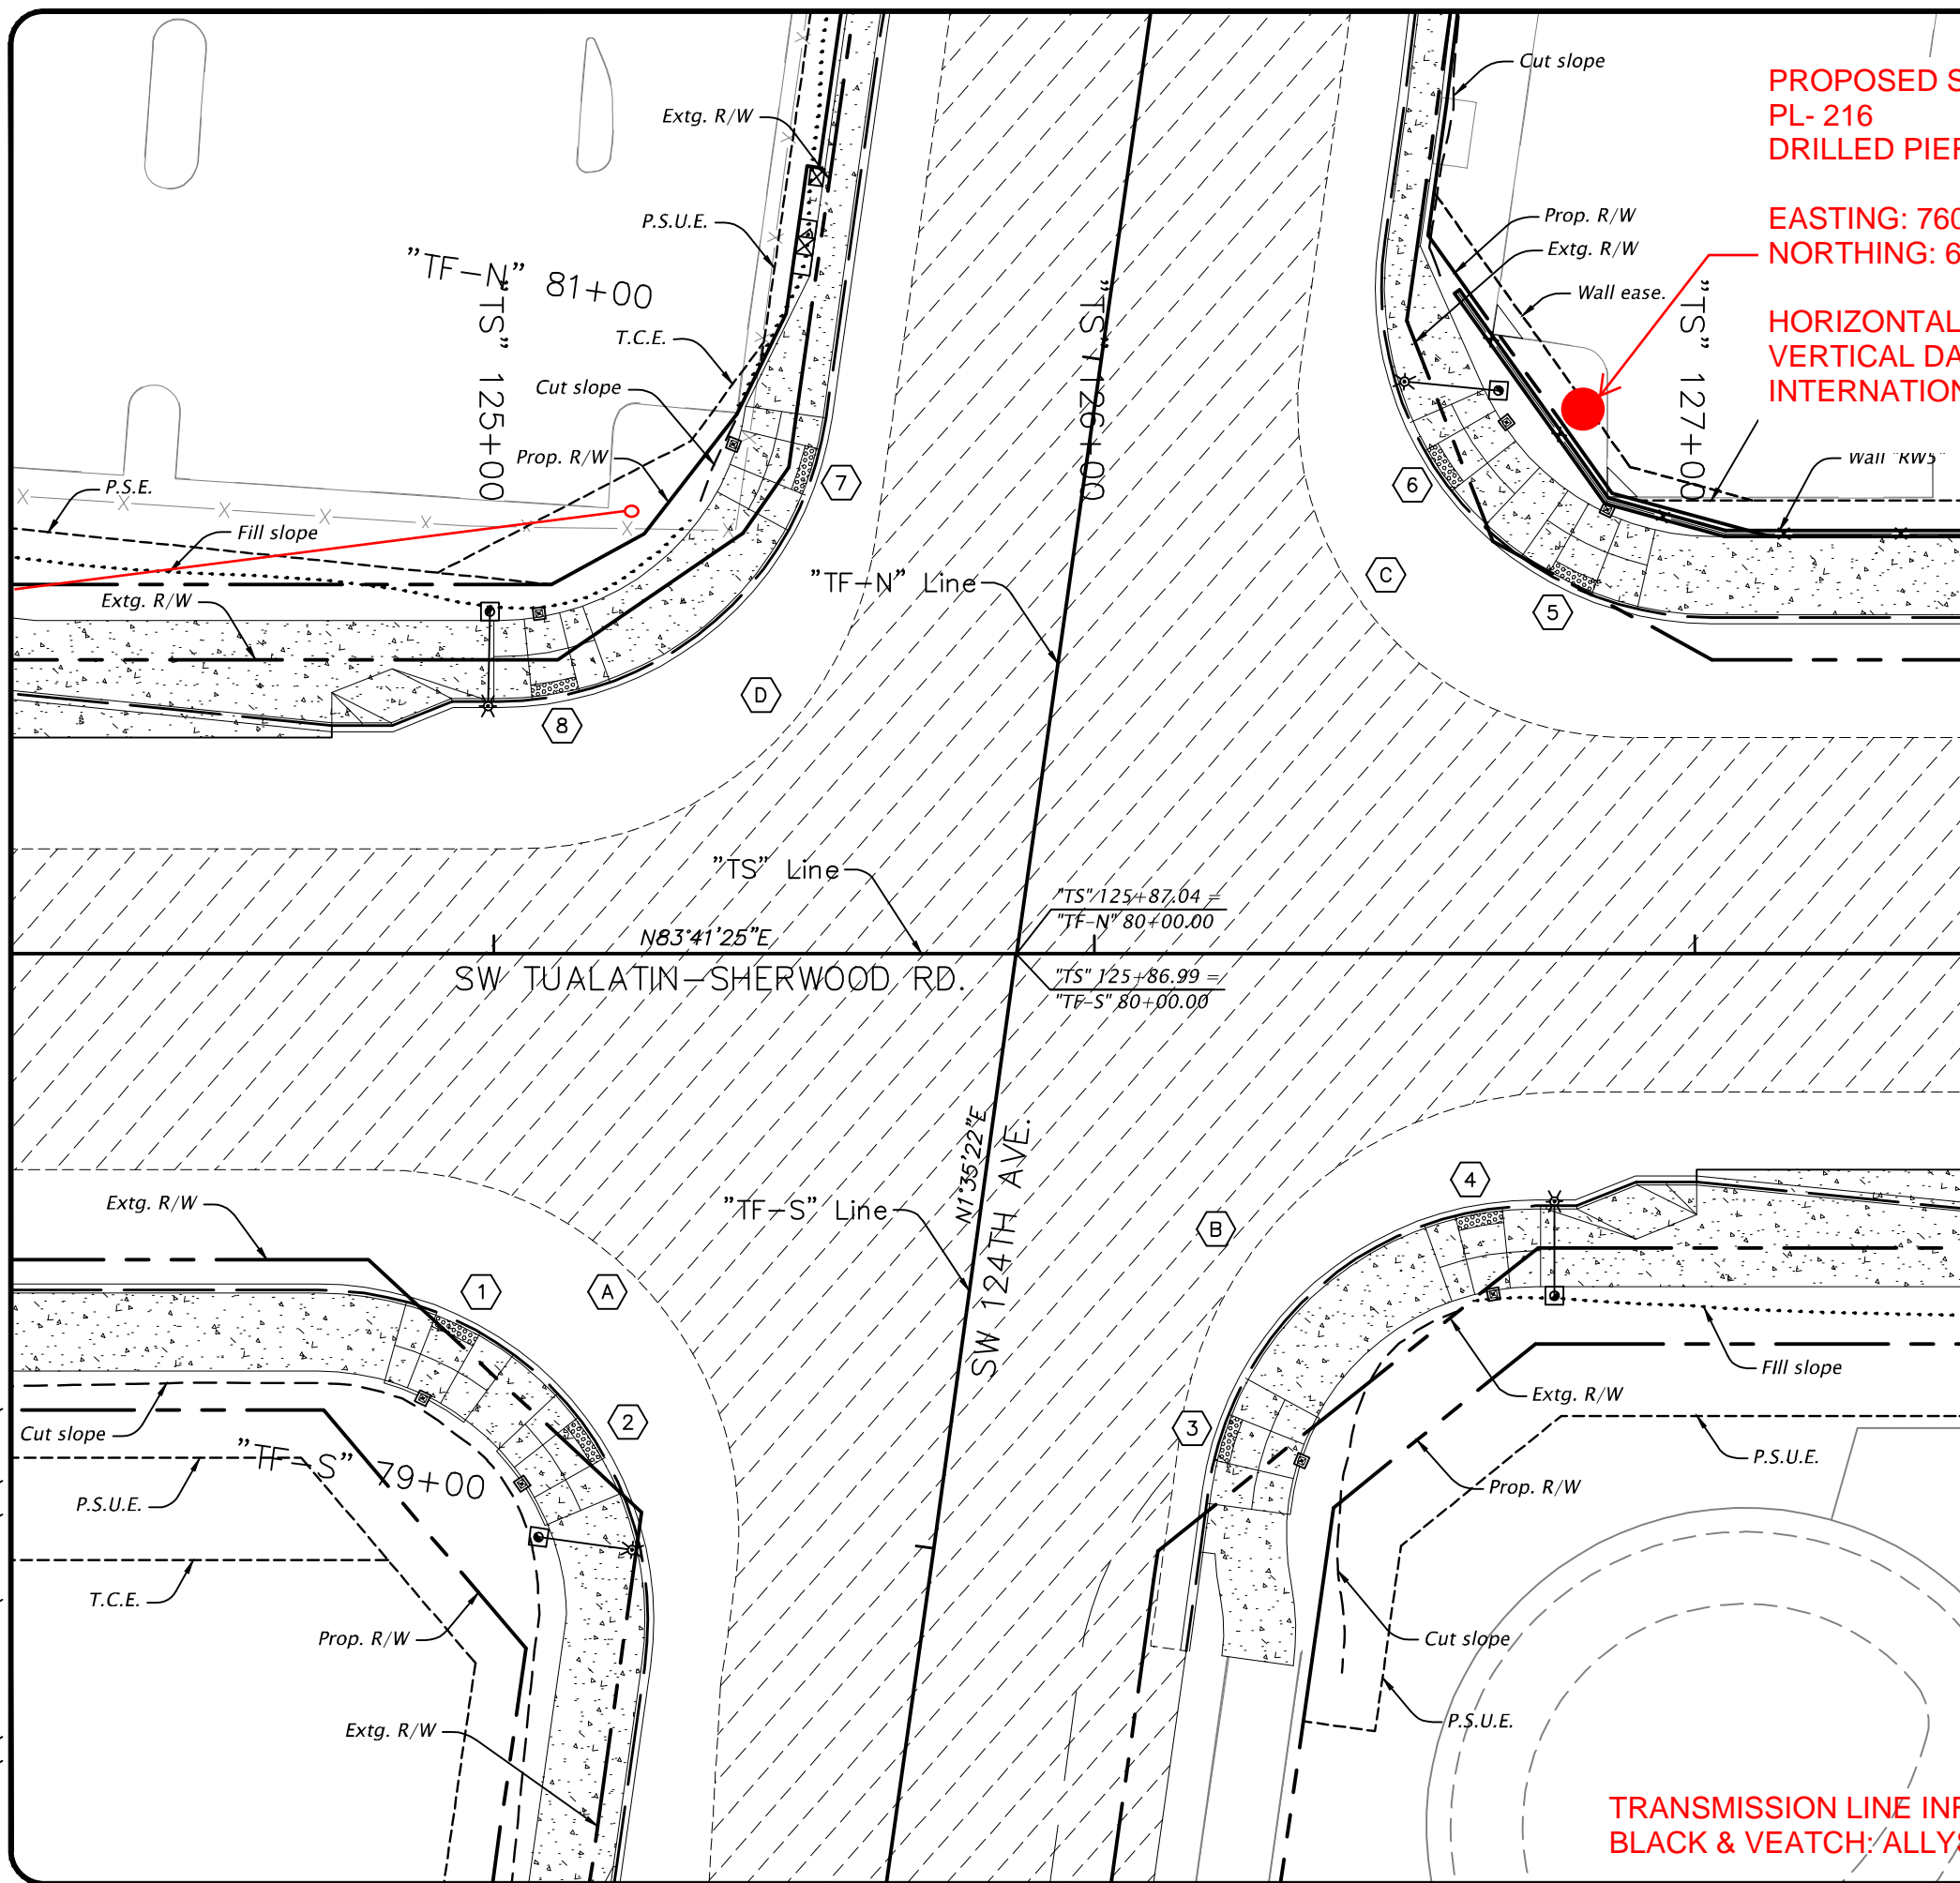 Cut slope
PROPOSED S
PL- 216
DRILLED PIER
Extg. R/W
P.S.U.E.
Prop. R/W
Extg. R/W
EASTING: 760
NORTHING: 6
"TF-N" 81+00
Wall ease.
"TS" 125+00
"TS" 126+00
"TS" 127+00
T.C.E.
HORIZONTAL
VERTICAL DA
INTERNATION
Cut slope
Prop. R/W
Wall "RW5"
P.S.E.
7
6
Fill slope
"TF-N" Line
C
Extg. R/W
5
D
8
"TS" Line
"TS" 125+87.04 =
"TF-N" 80+00.00
N83°41'25"E
SW TUALATIN-SHERWOOD RD.
"TS" 125+86.99 =
"TF-S" 80+00.00
N1°35'22"E
SW 124TH AVE.
4
Extg. R/W
"TF-S" Line
B
1
A
FIll slope
Extg. R/W
2
3
Cut slope
"TF-S" 79+00
P.S.U.E.
Prop. R/W
P.S.U.E.
T.C.E.
Prop. R/W
Cut slope
P.S.U.E.
Extg. R/W
TRANSMISSION LINE INF
BLACK & VEATCH: ALLYS